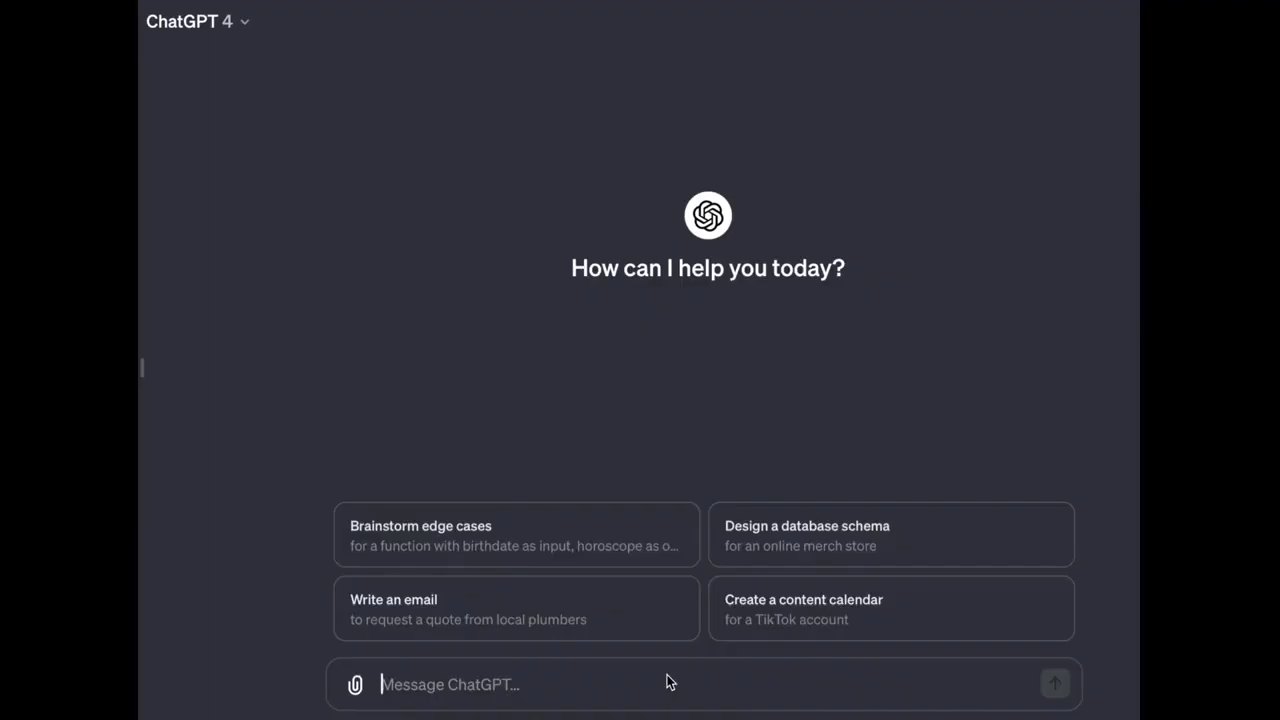 ChatGPT 4
How can I help you today?
Brainstorm edge cases
for a function with birthdate as input, horoscope as o...
Design a database schema
for an online merch store
Write an email
to request a quote from local plumbers
Create a content calendar
for a TikTok account
Message ChatGPT...